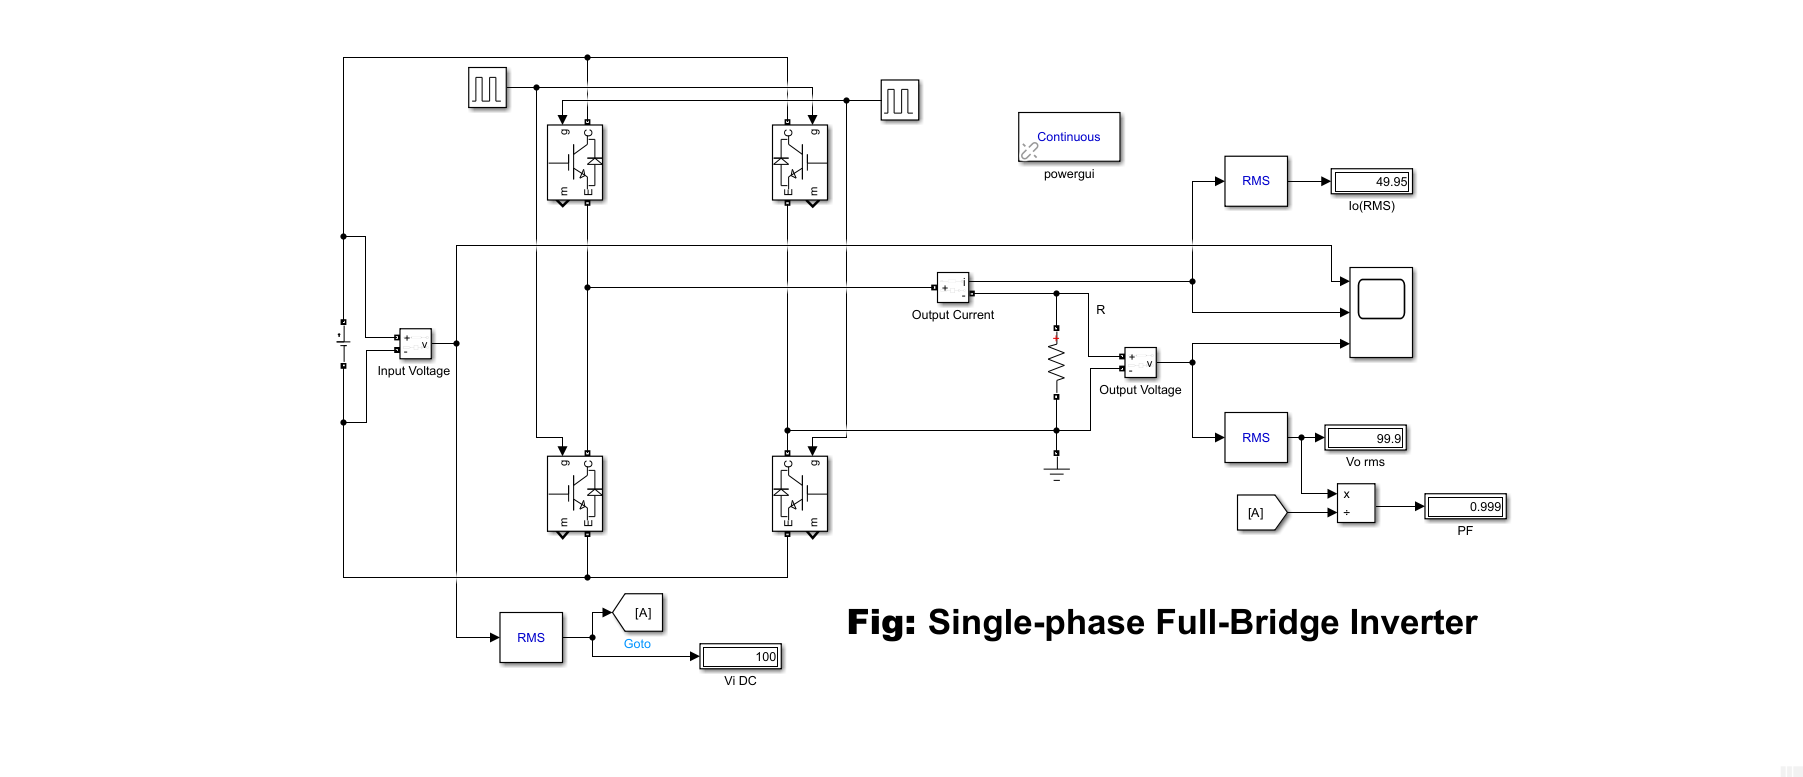 g
C
m
E
C
g
E
m
Continuous
powergui
RMS
49.95
Io(RMS)
+
i
-
Output Current
R
+
-
v
Input Voltage
+
+
-
v
Output Voltage
g
C
m
E
C
g
E
m
RMS
99.9
Vo rms
[A]
x
÷
0.999
PF
RMS
[A]
Goto
100
Vi DC
Fig: Single-phase Full-Bridge Inverter